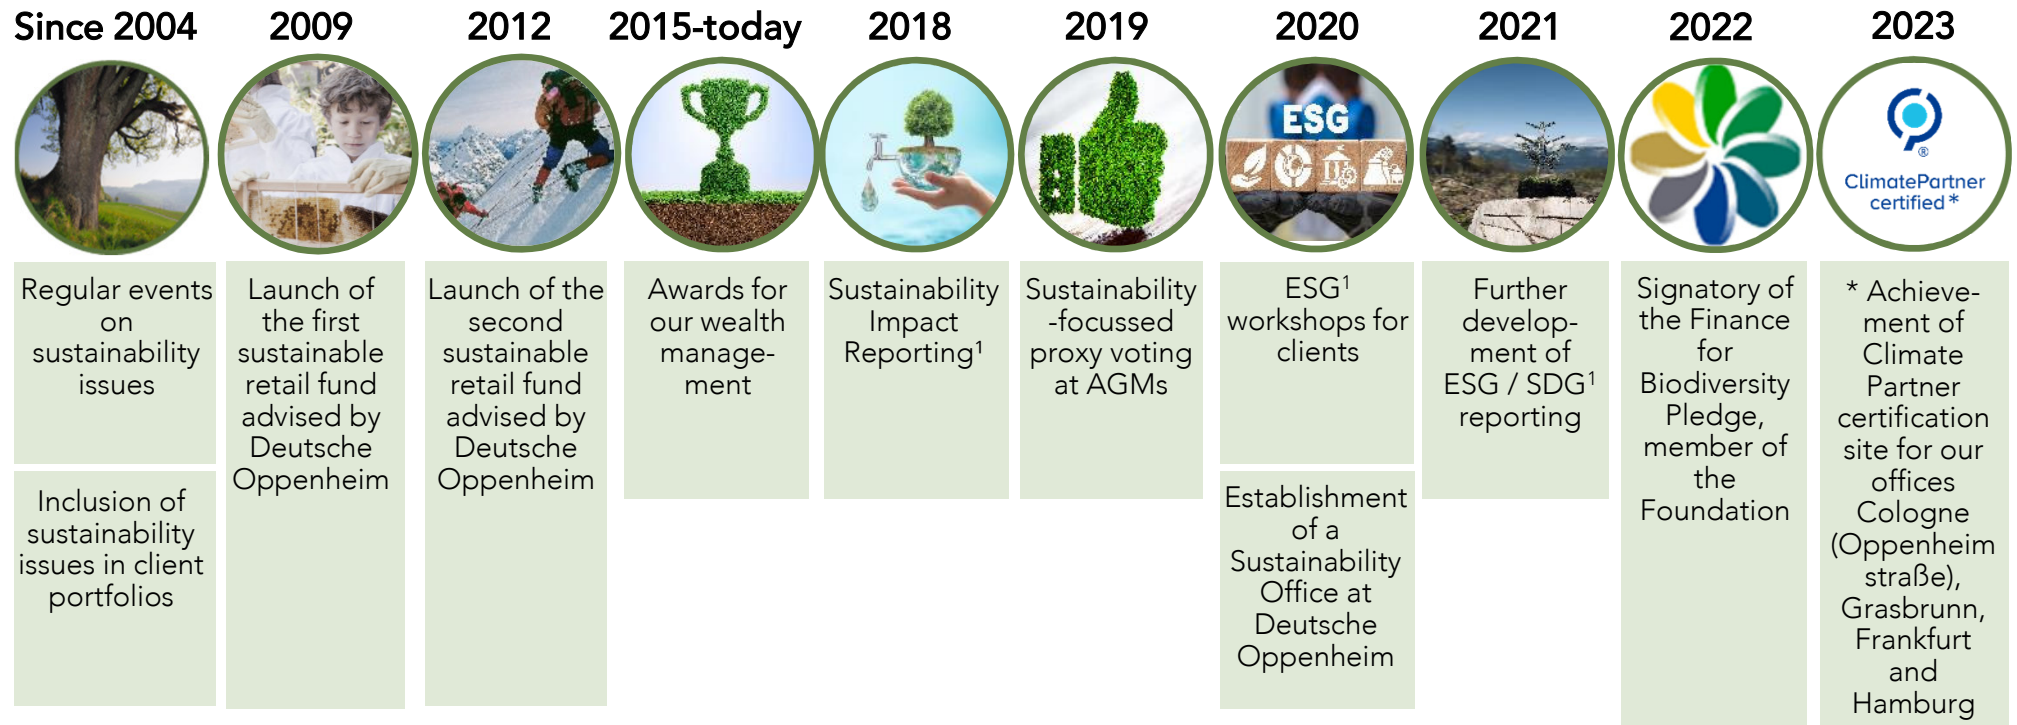 Since 2004
2009
2012
2015-today
2018
2019
2020
2021
2022
2023
ESG
®
ClimatePartner
certified*
Regular events
on
sustainability
issues
Inclusion of
sustainability
issues in client
portfolios
Launch of
the first
sustainable
retail fund
advised by
Deutsche
Oppenheim
Launch of the
second
sustainable
retail fund
advised by
Deutsche
Oppenheim
Awards for
our wealth
manage-
ment
Sustainability
Impact
Reporting¹
Sustainability
-focussed
proxy voting
at AGMs
ESG¹
workshops for
clients
Establishment
of a
Sustainability
Office at
Deutsche
Oppenheim
Further
develop-
ment of
ESG / SDG¹
reporting
Signatory of
the Finance
for
Biodiversity
Pledge,
member of
the
Foundation
* Achieve-
ment of
Climate
Partner
certification
site for our
offices
Cologne
(Oppenheim
straße),
Grasbrunn,
Frankfurt
and
Hamburg